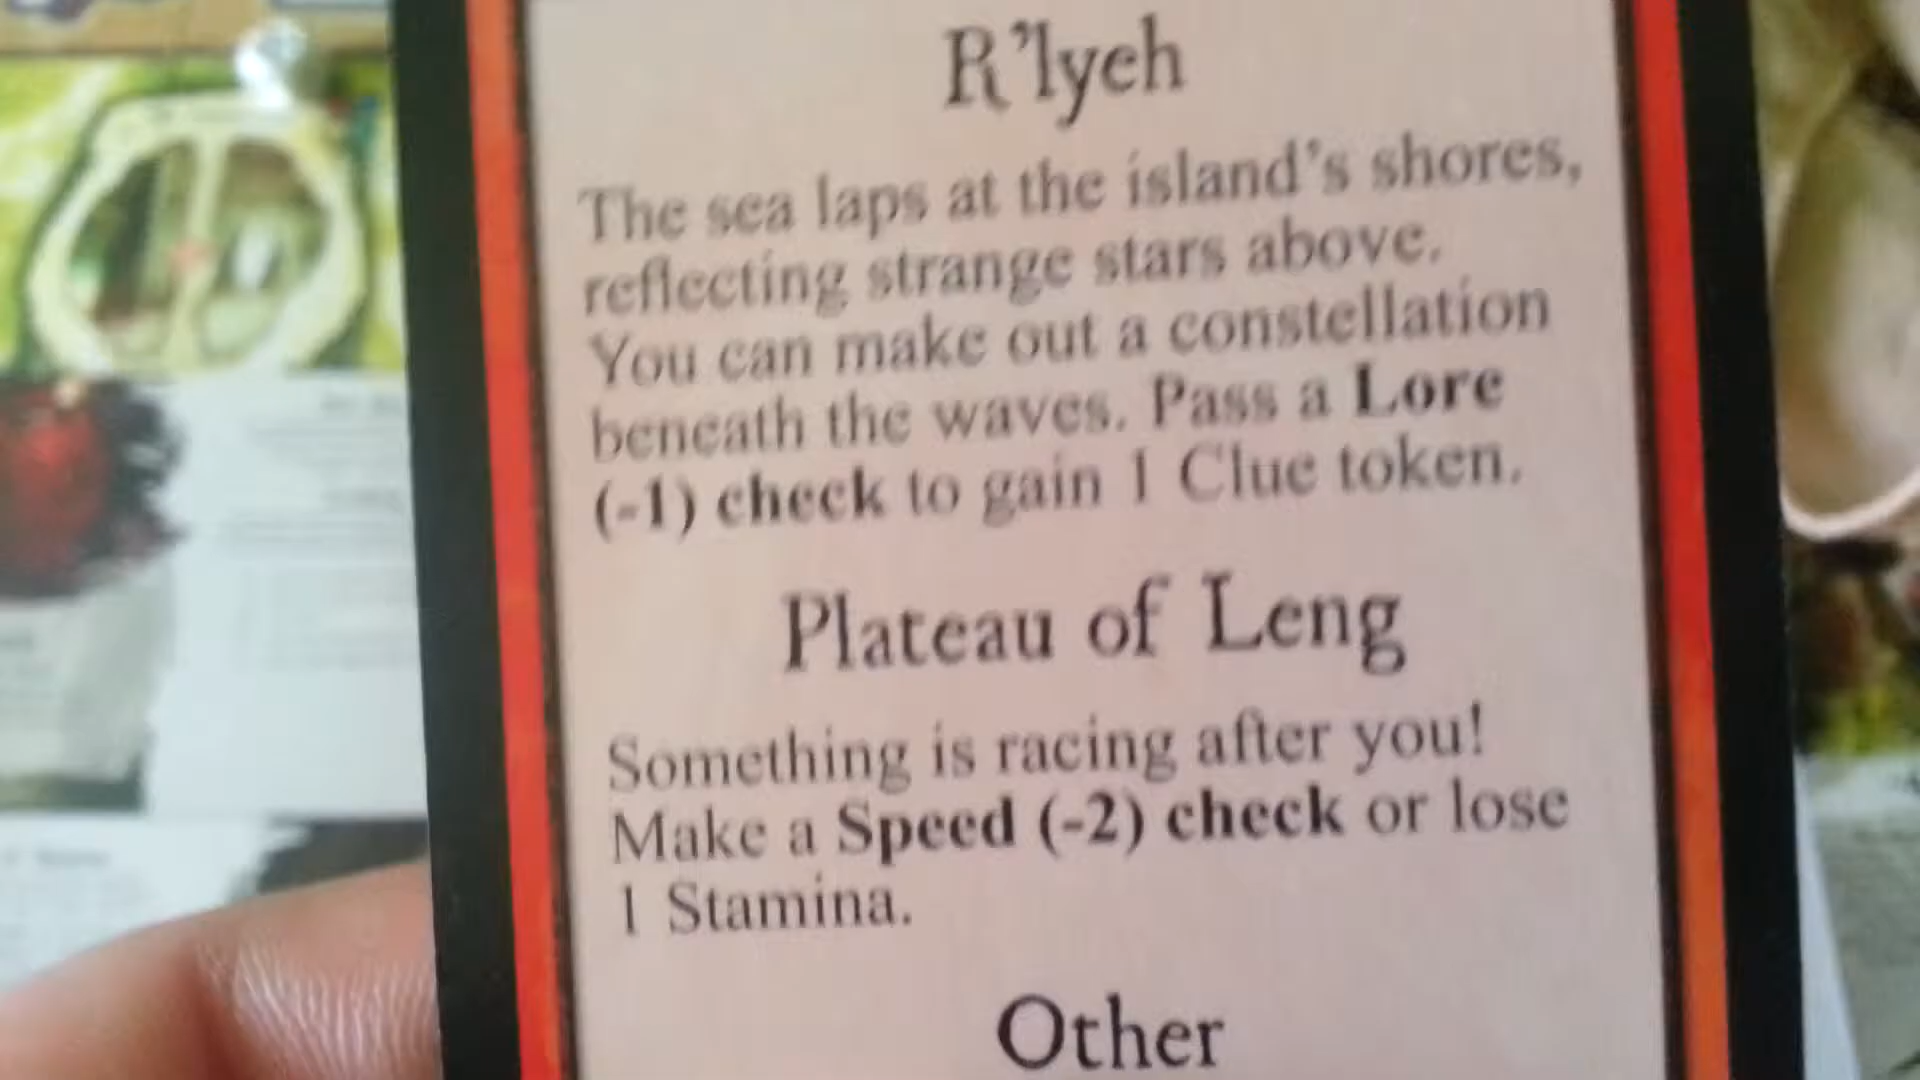 R'lyeh
The sea laps at the island's shores,
reflecting strange stars above.
You can make out a constellation
beneath the waves. Pass a Lore
(-1) check to gain 1 Clue token.
Plateau of Leng
Something is racing after you!
Make a Speed (-2) check or lose
1 Stamina.
Other